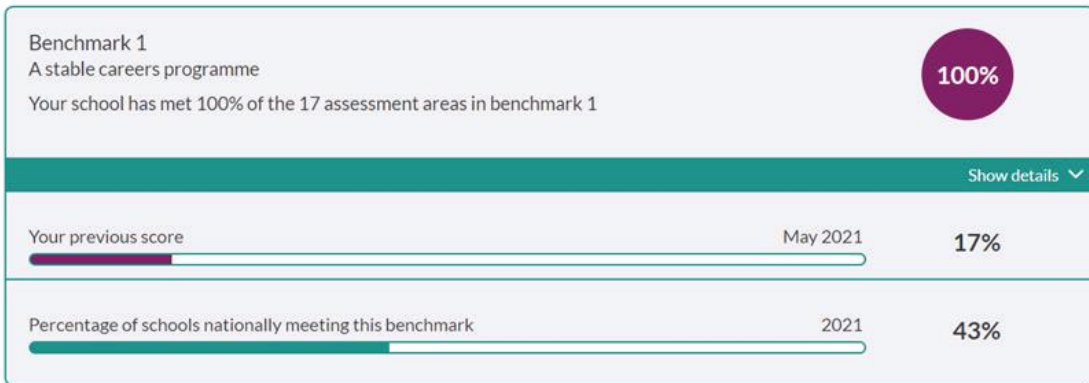 Benchmark 1
A stable careers programme
Your school has met 100% of the 17 assessment areas in benchmark 1
100%
Show details
Your previous score May 2021 17%
Percentage of schools nationally meeting this benchmark 2021 43%